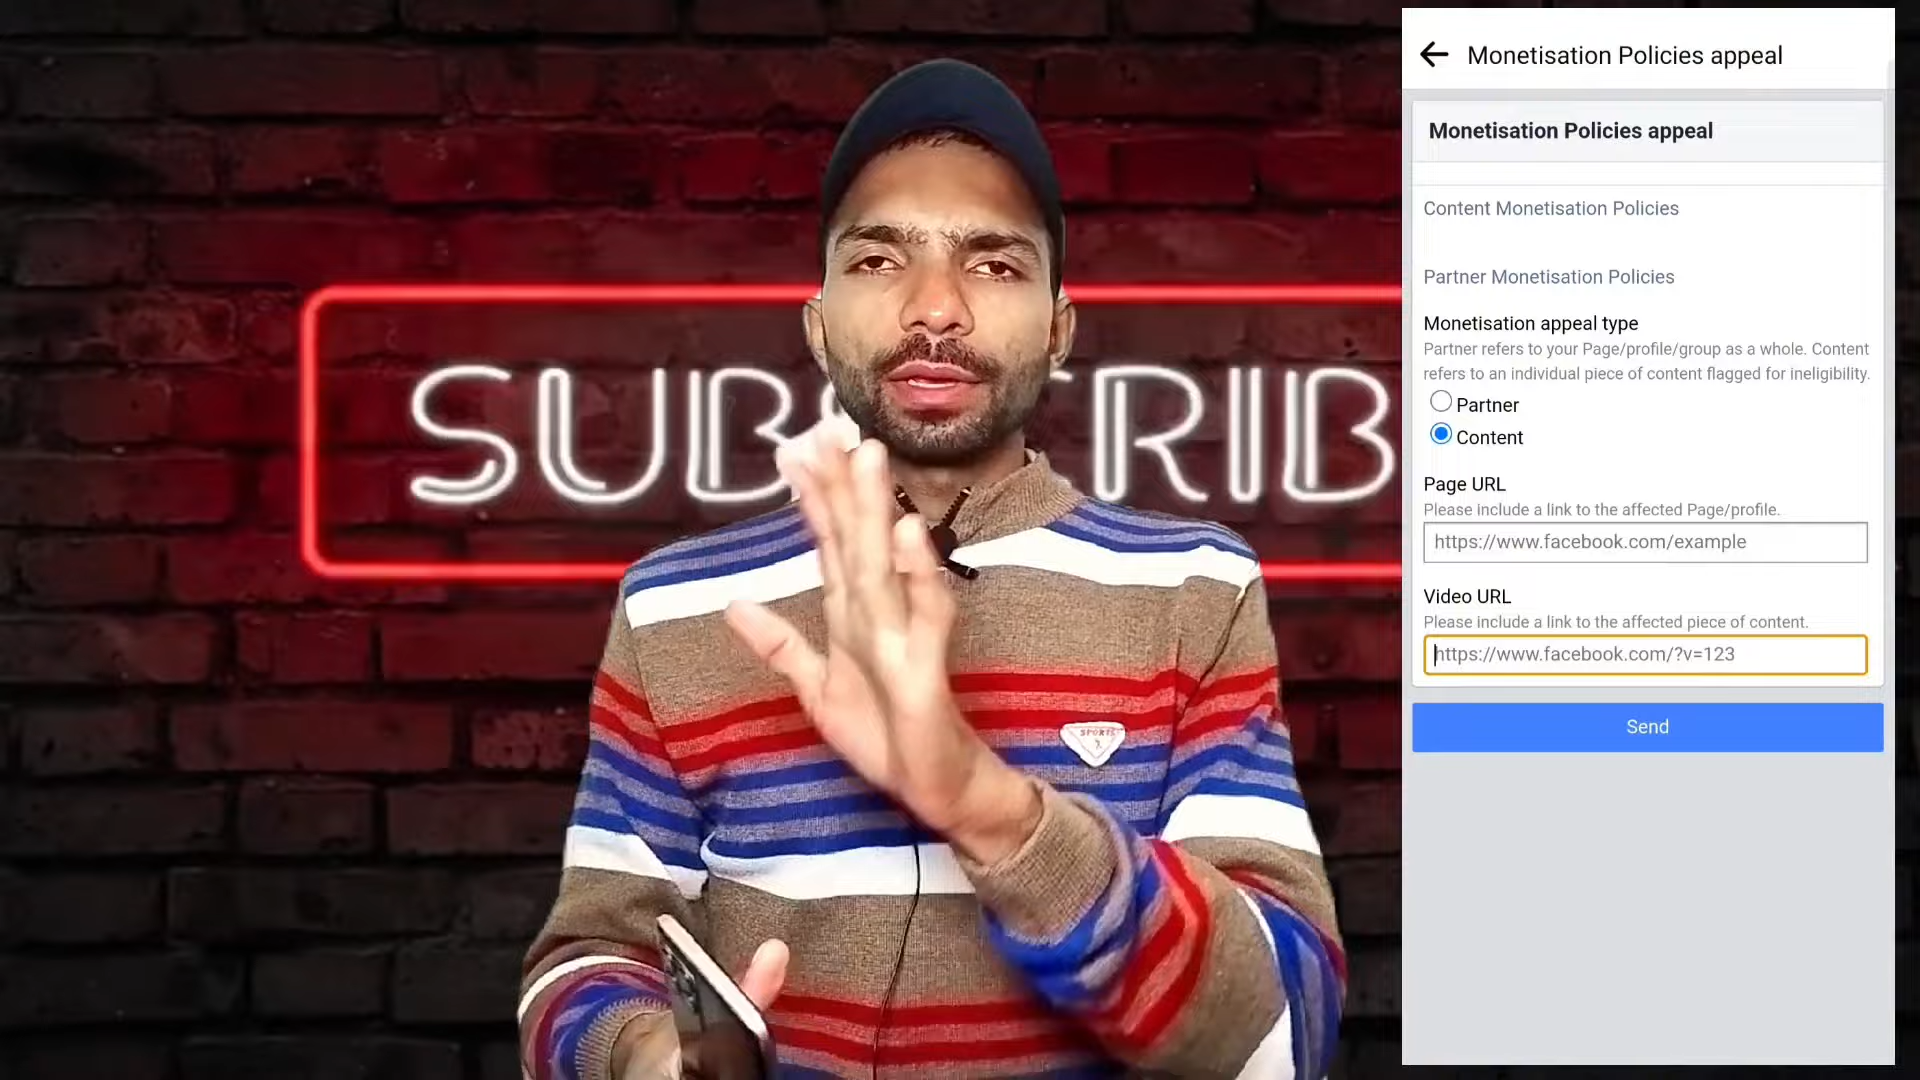 SUBSCRIB
SPORTS
Monetisation Policies appeal
Monetisation Policies appeal
Content Monetisation Policies
Partner Monetisation Policies
Monetisation appeal type
Partner refers to your Page/profile/group as a whole. Content
refers to an individual piece of content flagged for ineligibility.
Partner
Content
Page URL
Please include a link to the affected Page/profile.
https://www.facebook.com/example
Video URL
Please include a link to the affected piece of content.
https://www.facebook.com/?v=123
Send